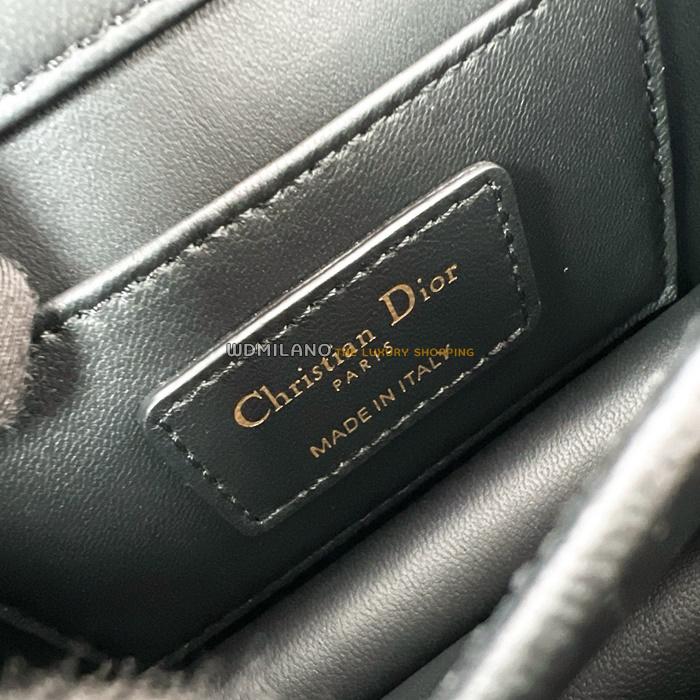 Christian Dior
PARIS
MADE IN ITALY
WDMILANO THE LUXURY SHOPPING